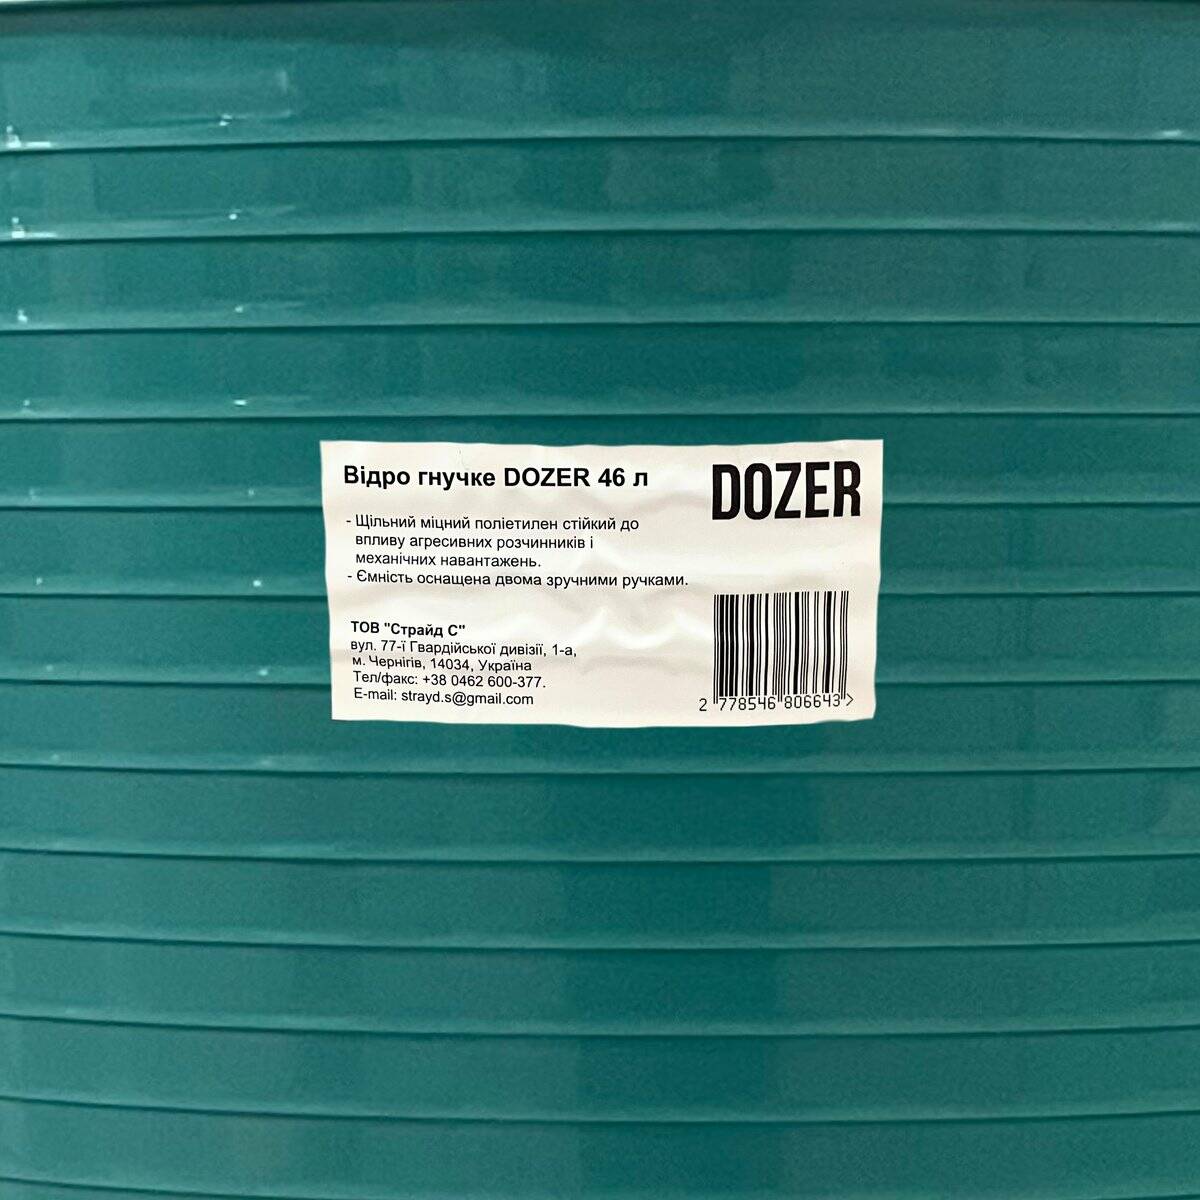 Відро гнучке DOZER 46 л
DOZER
- Щільний міцний поліетилен стійкий до
впливу агресивних розчинників і
механічних навантажень.
- Ємність оснащена двома зручними ручками.
ТОВ "Страйд С"
вул. 77-ї Гвардійської дивізії, 1-а,
м. Чернігів, 14034, Україна
Тел/факс: +38 0462 600-377.
E-mail: strayd.s@gmail.com
2 778546 806643 >